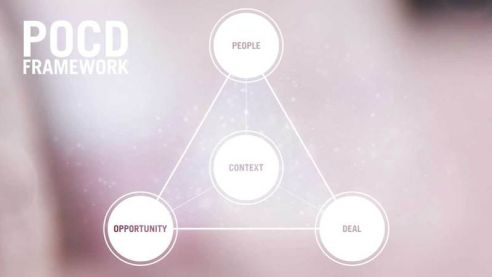 POCD
FRAMEWORK
PEOPLE
CONTEXT
OPPORTUNITY
DEAL